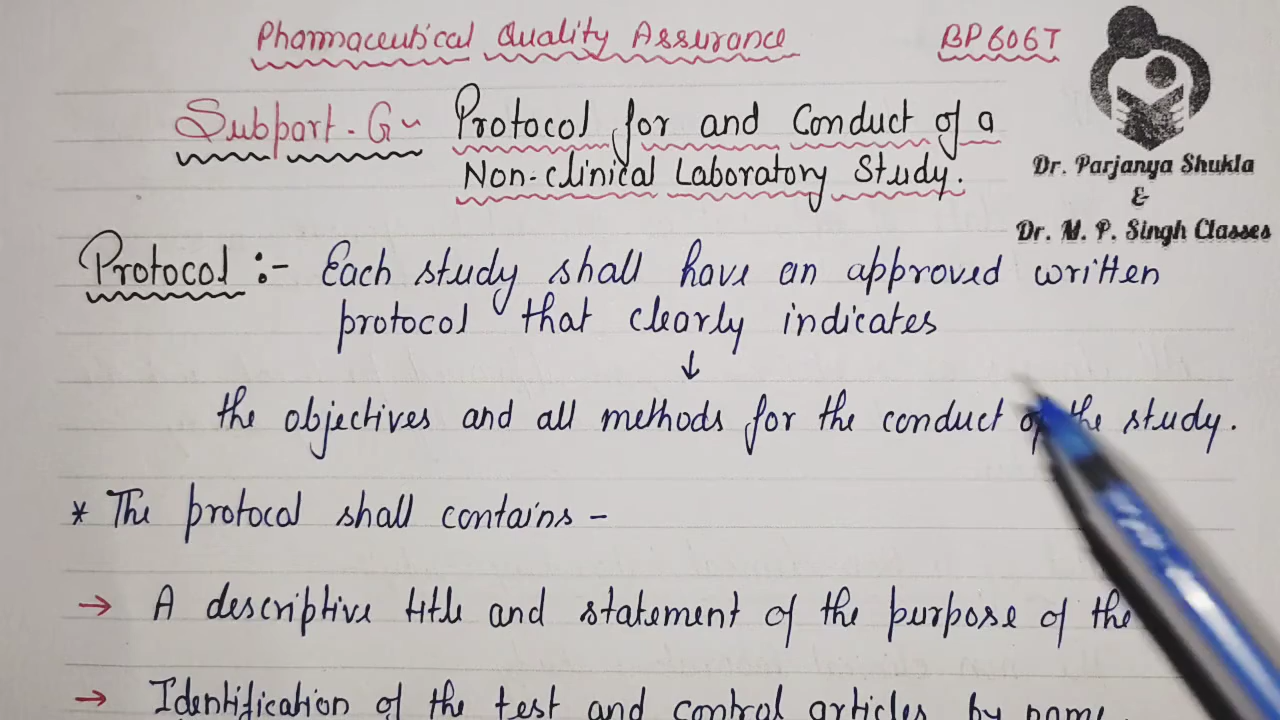 Pharmaceutical Quality Assurance BP606T
Subpart-G~ Protocol for and Conduct of a
Non-clinical Laboratory Study.
Dr. Parjanya Shukla
&
Dr. M. P. Singh Classes
Protocol :- Each study shall have an approved written
protocol that clearly indicates
↓
the objectives and all methods for the conduct of the study.
* The protocal shall contains -
→ A descriptive title and statement of the purpose of the
→ Identification of the test and control articles by name